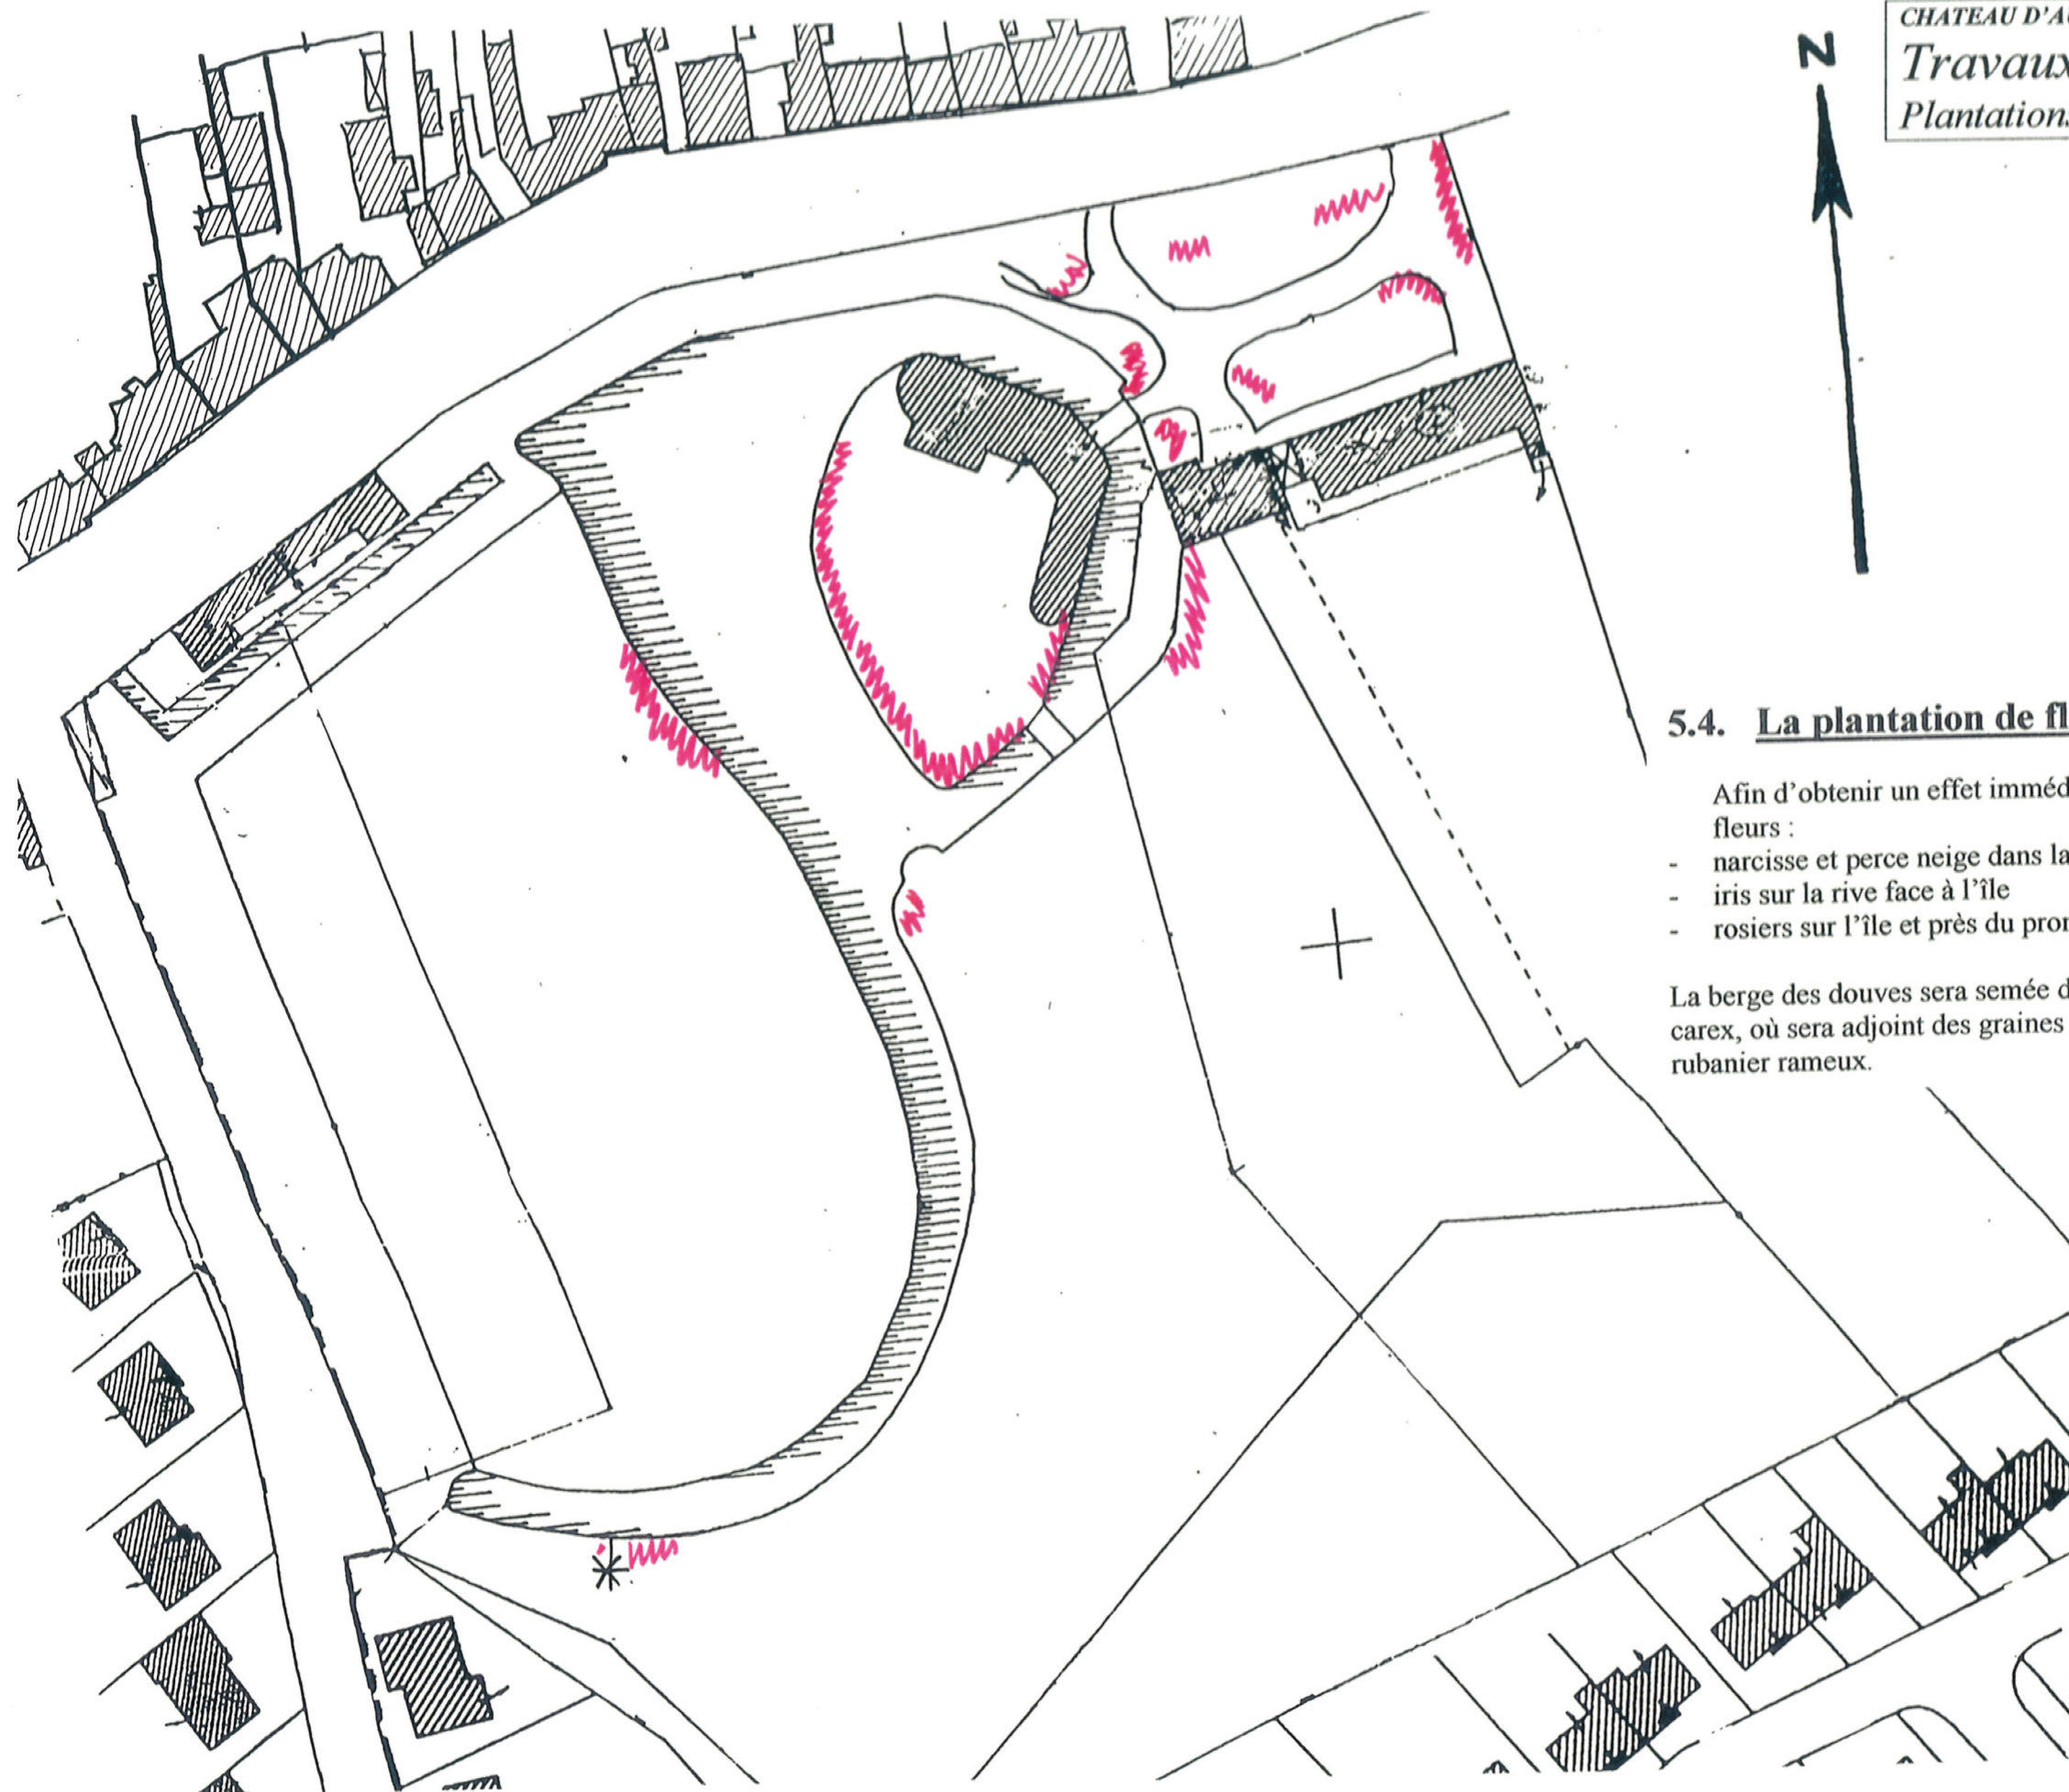 N
CHATEAU D'A
Travaux
Plantations
5.4. La plantation de fl
Afin d'obtenir un effet imméd
fleurs :
- narcisse et perce neige dans la
- iris sur la rive face à l'île
- rosiers sur l'île et près du pron
La berge des douves sera semée d
carex, où sera adjoint des graines
rubanier rameux.